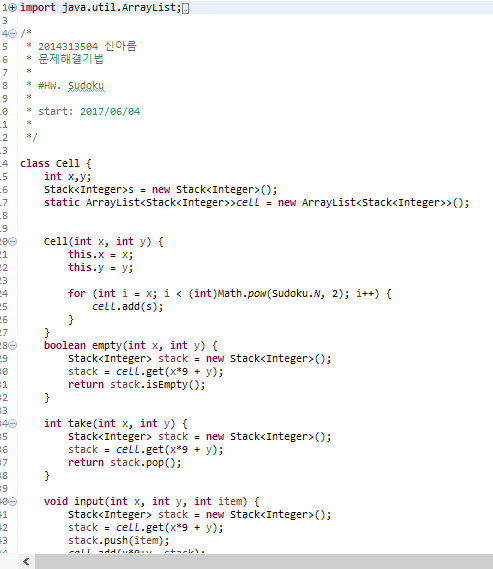 1 import java.util.ArrayList;
3
4 /*
5 * 2014313504 신아름
6 * 문제해결기법
7 *
8 * #HW. Sudoku
9 *
10 * start: 2017/06/04
11 *
12 */
13
14 class Cell {
15 int x,y;
16 Stack<Integer>s = new Stack<Integer>();
17 static ArrayList<Stack<Integer>>cell = new ArrayList<Stack<Integer>>();
18
19
20 Cell(int x, int y) {
21 this.x = x;
22 this.y = y;
23
24 for (int i = x; i < (int)Math.pow(Sudoku.N, 2); i++) {
25 cell.add(s);
26 }
27 }
28 boolean empty(int x, int y) {
29 Stack<Integer> stack = new Stack<Integer>();
30 stack = cell.get(x*9 + y);
31 return stack.isEmpty();
32 }
33
34 int take(int x, int y) {
35 Stack<Integer> stack = new Stack<Integer>();
36 stack = cell.get(x*9 + y);
37 return stack.pop();
38 }
39
40 void input(int x, int y, int item) {
41 Stack<Integer> stack = new Stack<Integer>();
42 stack = cell.get(x*9 + y);
43 stack.push(item);
44 cell.add(x*9+y, stack);